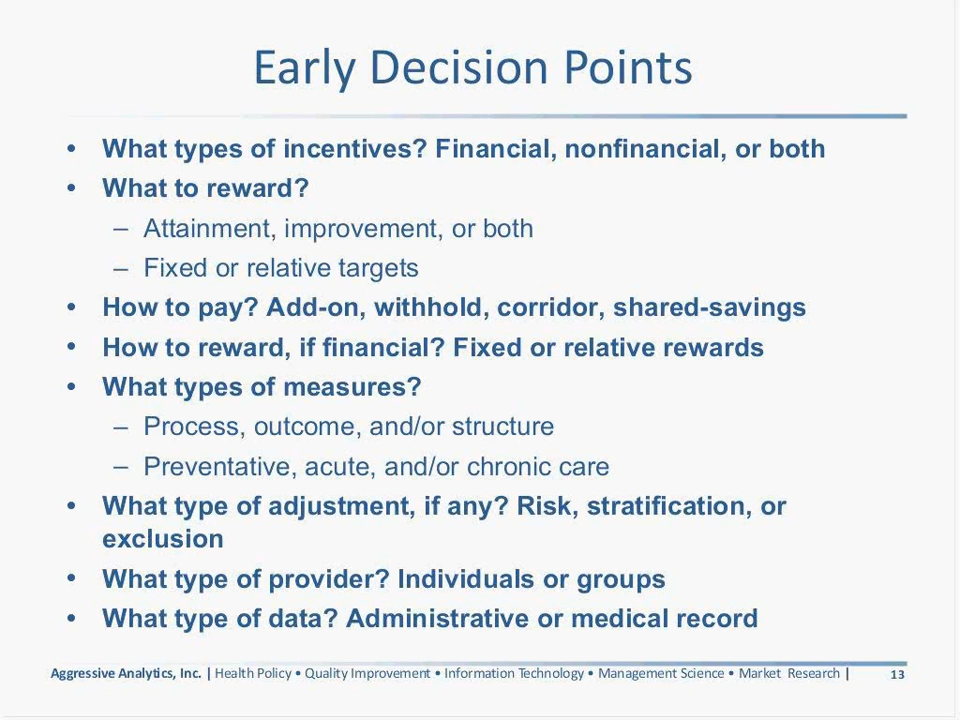 Early Decision Points
• What types of incentives? Financial, nonfinancial, or both
• What to reward?
– Attainment, improvement, or both
– Fixed or relative targets
• How to pay? Add-on, withhold, corridor, shared-savings
• How to reward, if financial? Fixed or relative rewards
• What types of measures?
– Process, outcome, and/or structure
– Preventative, acute, and/or chronic care
• What type of adjustment, if any? Risk, stratification, or
exclusion
• What type of provider? Individuals or groups
• What type of data? Administrative or medical record
Aggressive Analytics, Inc. | Health Policy • Quality Improvement • Information Technology • Management Science • Market Research | 13